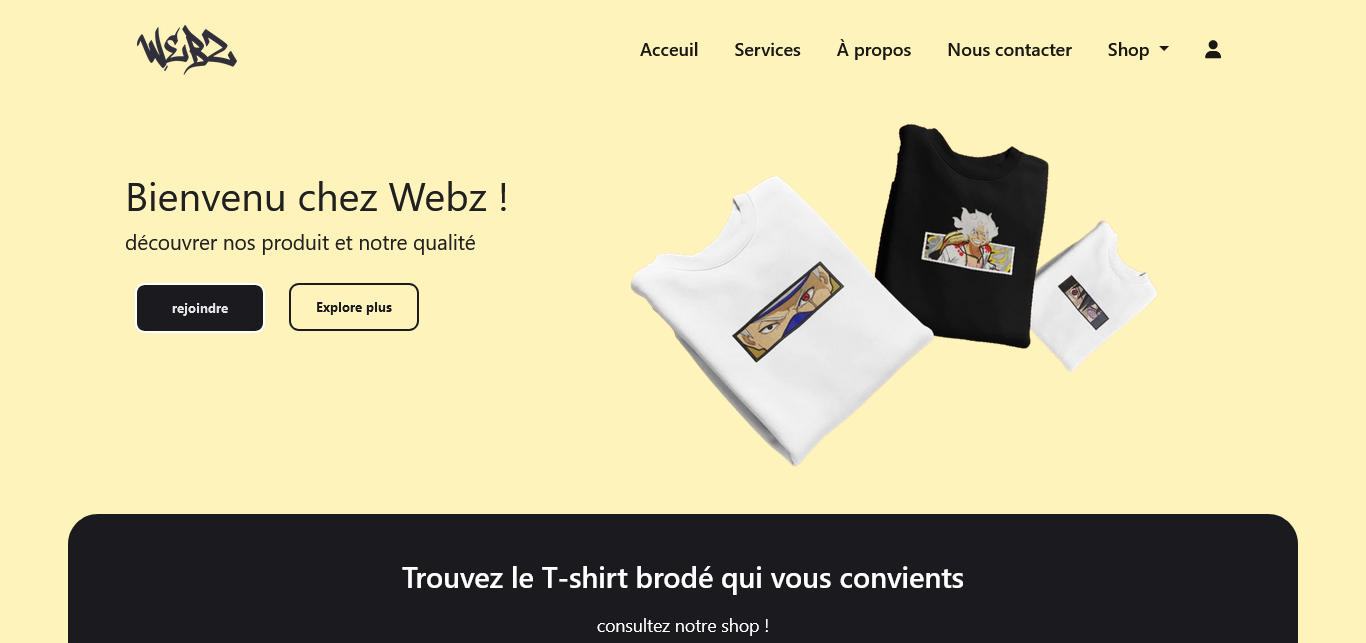 WEBZ
Acceuil Services À propos Nous contacter Shop
Bienvenu chez Webz !
découvrer nos produit et notre qualité
rejoindre Explore plus
Trouvez le T-shirt brodé qui vous convients
consultez notre shop !